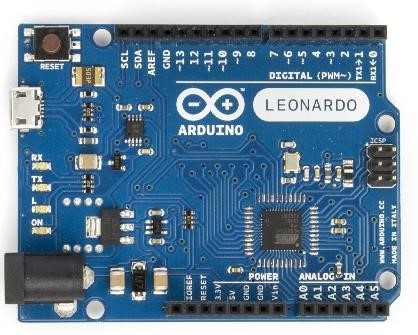 RESET
SCL
SDA
AREF
GND
~13
12
~11
~10
~9
8
7
~6
~5
4
~3
2
TX→1
RX←0
DIGITAL (PWM~)
ARDUINO
LEONARDO
ICSP
RX
TX
L
ON
WWW.ARDUINO.CC
MADE IN ITALY
POWER
ANALOG IN
IOREF
RESET
3.3V
5V
GND
GND
Vin
A0
A1
A2
A3
A4
A5